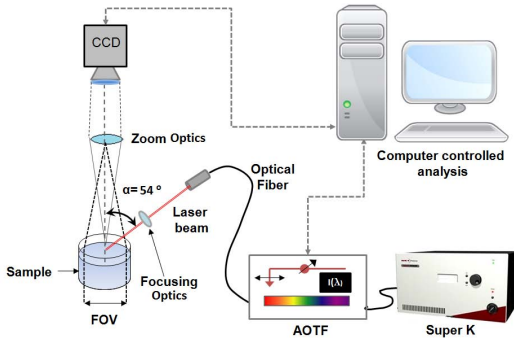 CCD
Zoom Optics
α= 54 °
Optical
Fiber
Laser
beam
Focusing
Optics
Sample
FOV
Computer controlled
analysis
I(λ)
AOTF
Super K